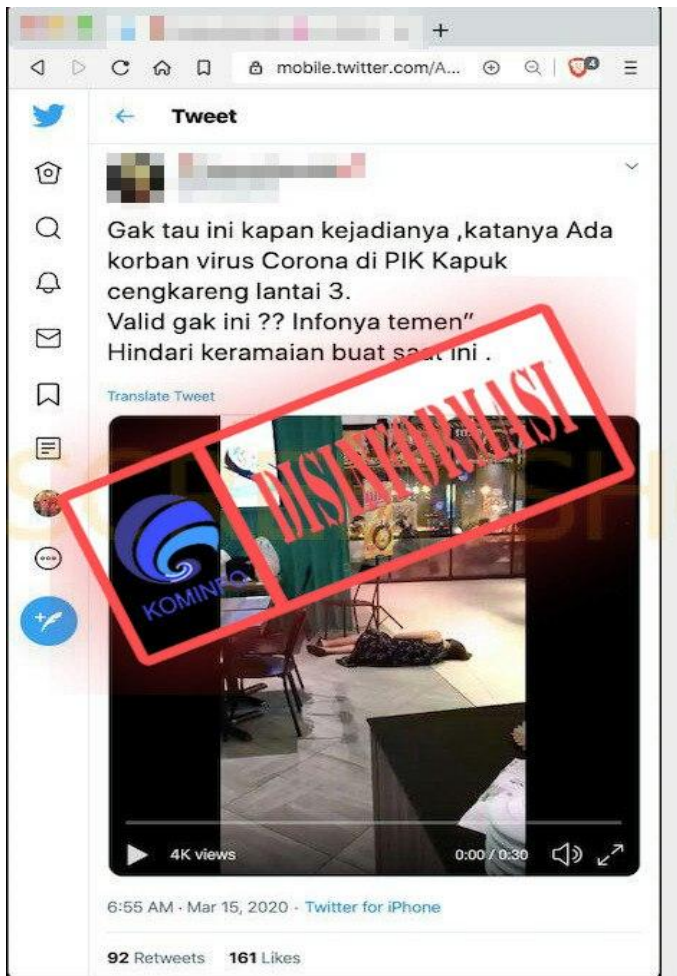 +
mobile.twitter.com/A...
4
Tweet
Gak tau ini kapan kejadianya ,katanya Ada
korban virus Corona di PIK Kapuk
cengkareng lantai 3.
Valid gak ini ?? Infonya temen”
Hindari keramaian buat saat ini .
Translate Tweet
DISINFORMASI
KOMINFO
4K views
0:00 / 0:30
6:55 AM · Mar 15, 2020 · Twitter for iPhone
92 Retweets 161 Likes